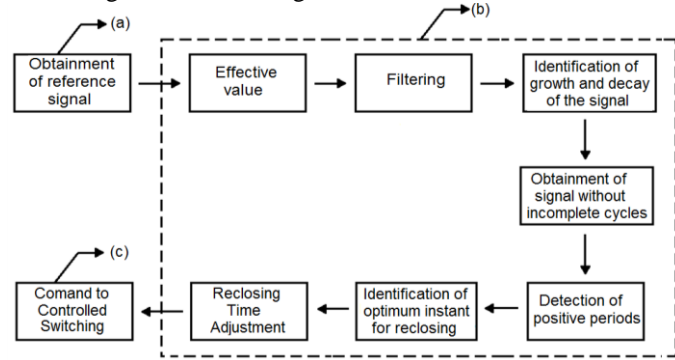 (a)
(b)
Obtainment
of reference
signal
Effective
value
Filtering
Identification of
growth and decay
of the signal
Obtainment of
signal without
incomplete cycles
(c)
Comand to
Controlled
Switching
Reclosing
Time
Adjustment
Identification of
optimum instant
for reclosing
Detection of
positive periods